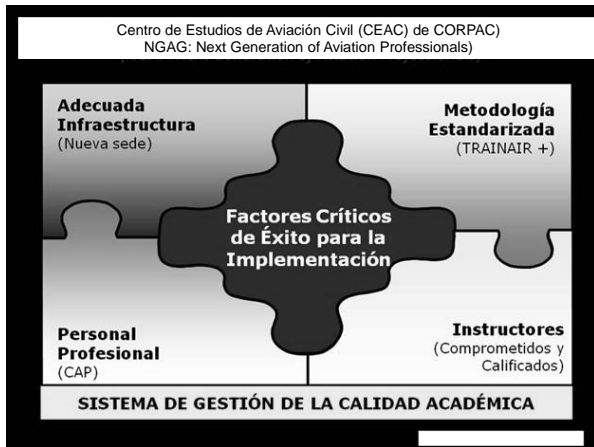 Centro de Estudios de Aviación Civil (CEAC) de CORPAC)
NGAG: Next Generation of Aviation Professionals)
Adecuada
Infraestructura
(Nueva sede)
Metodología
Estandarizada
(TRAINAIR +)
Factores Críticos
de Éxito para la
Implementación
Personal
Profesional
(CAP)
Instructores
(Comprometidos y
Calificados)
SISTEMA DE GESTIÓN DE LA CALIDAD ACADÉMICA